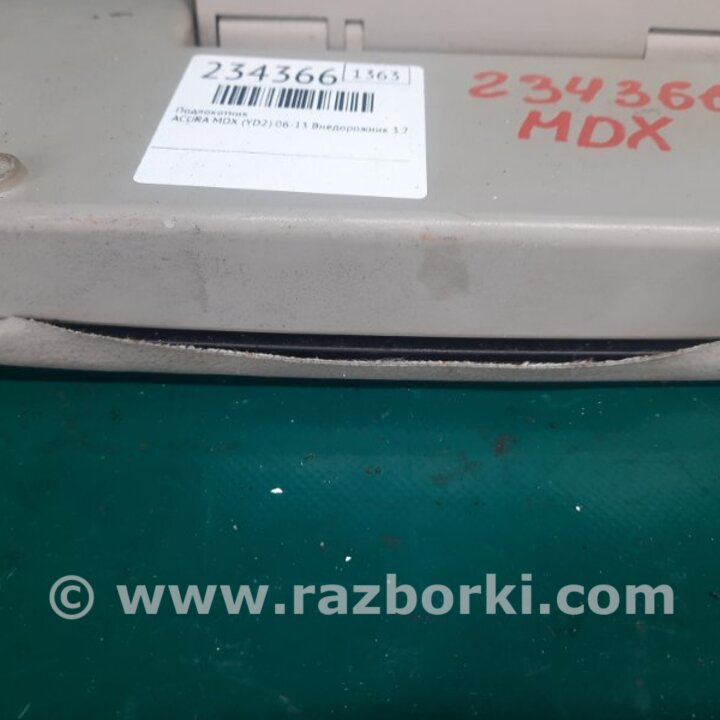 234366 1363
Подлокотник
ACURA MDX (YD2) 06-13 Внедорожник 3.7
234366
MDX
© www.razborki.com